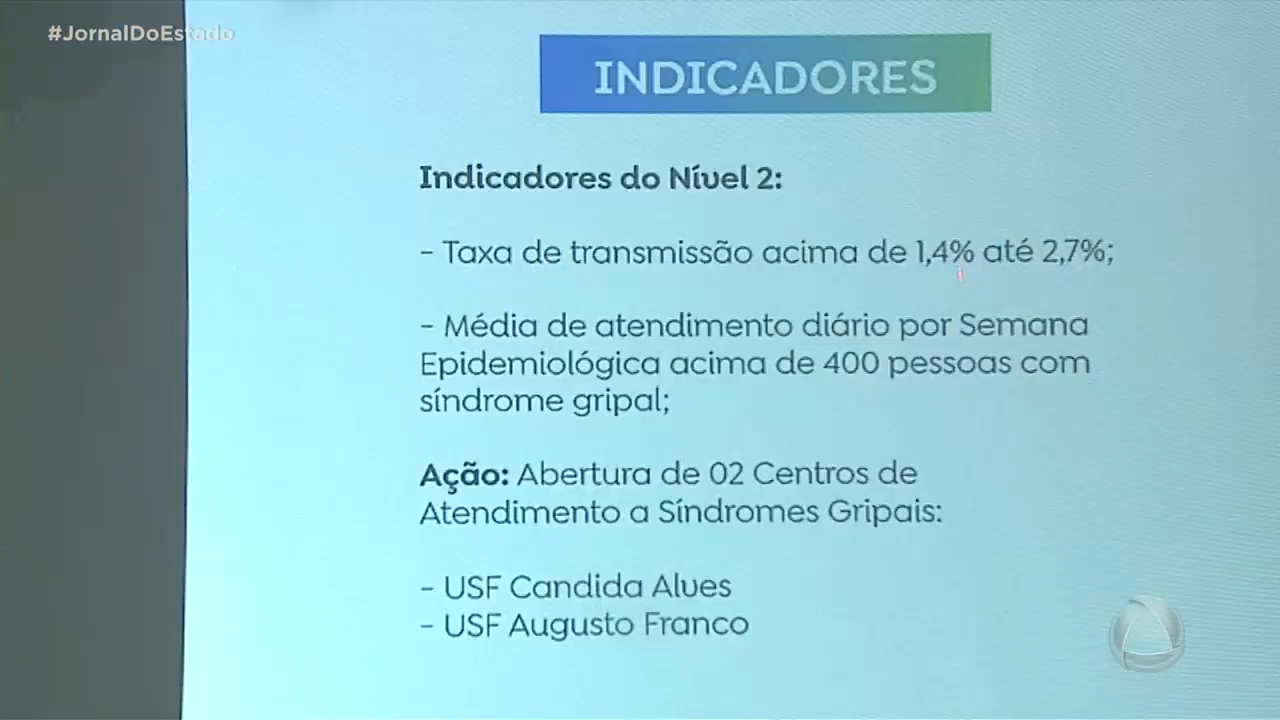 #JornalDoEstado
INDICADORES
Indicadores do Nível 2:
- Taxa de transmissão acima de 1,4% até 2,7%;
- Média de atendimento diário por Semana
Epidemiológica acima de 400 pessoas com
síndrome gripal;
Ação: Abertura de 02 Centros de
Atendimento a Síndromes Gripais:
- USF Candida Alves
- USF Augusto Franco